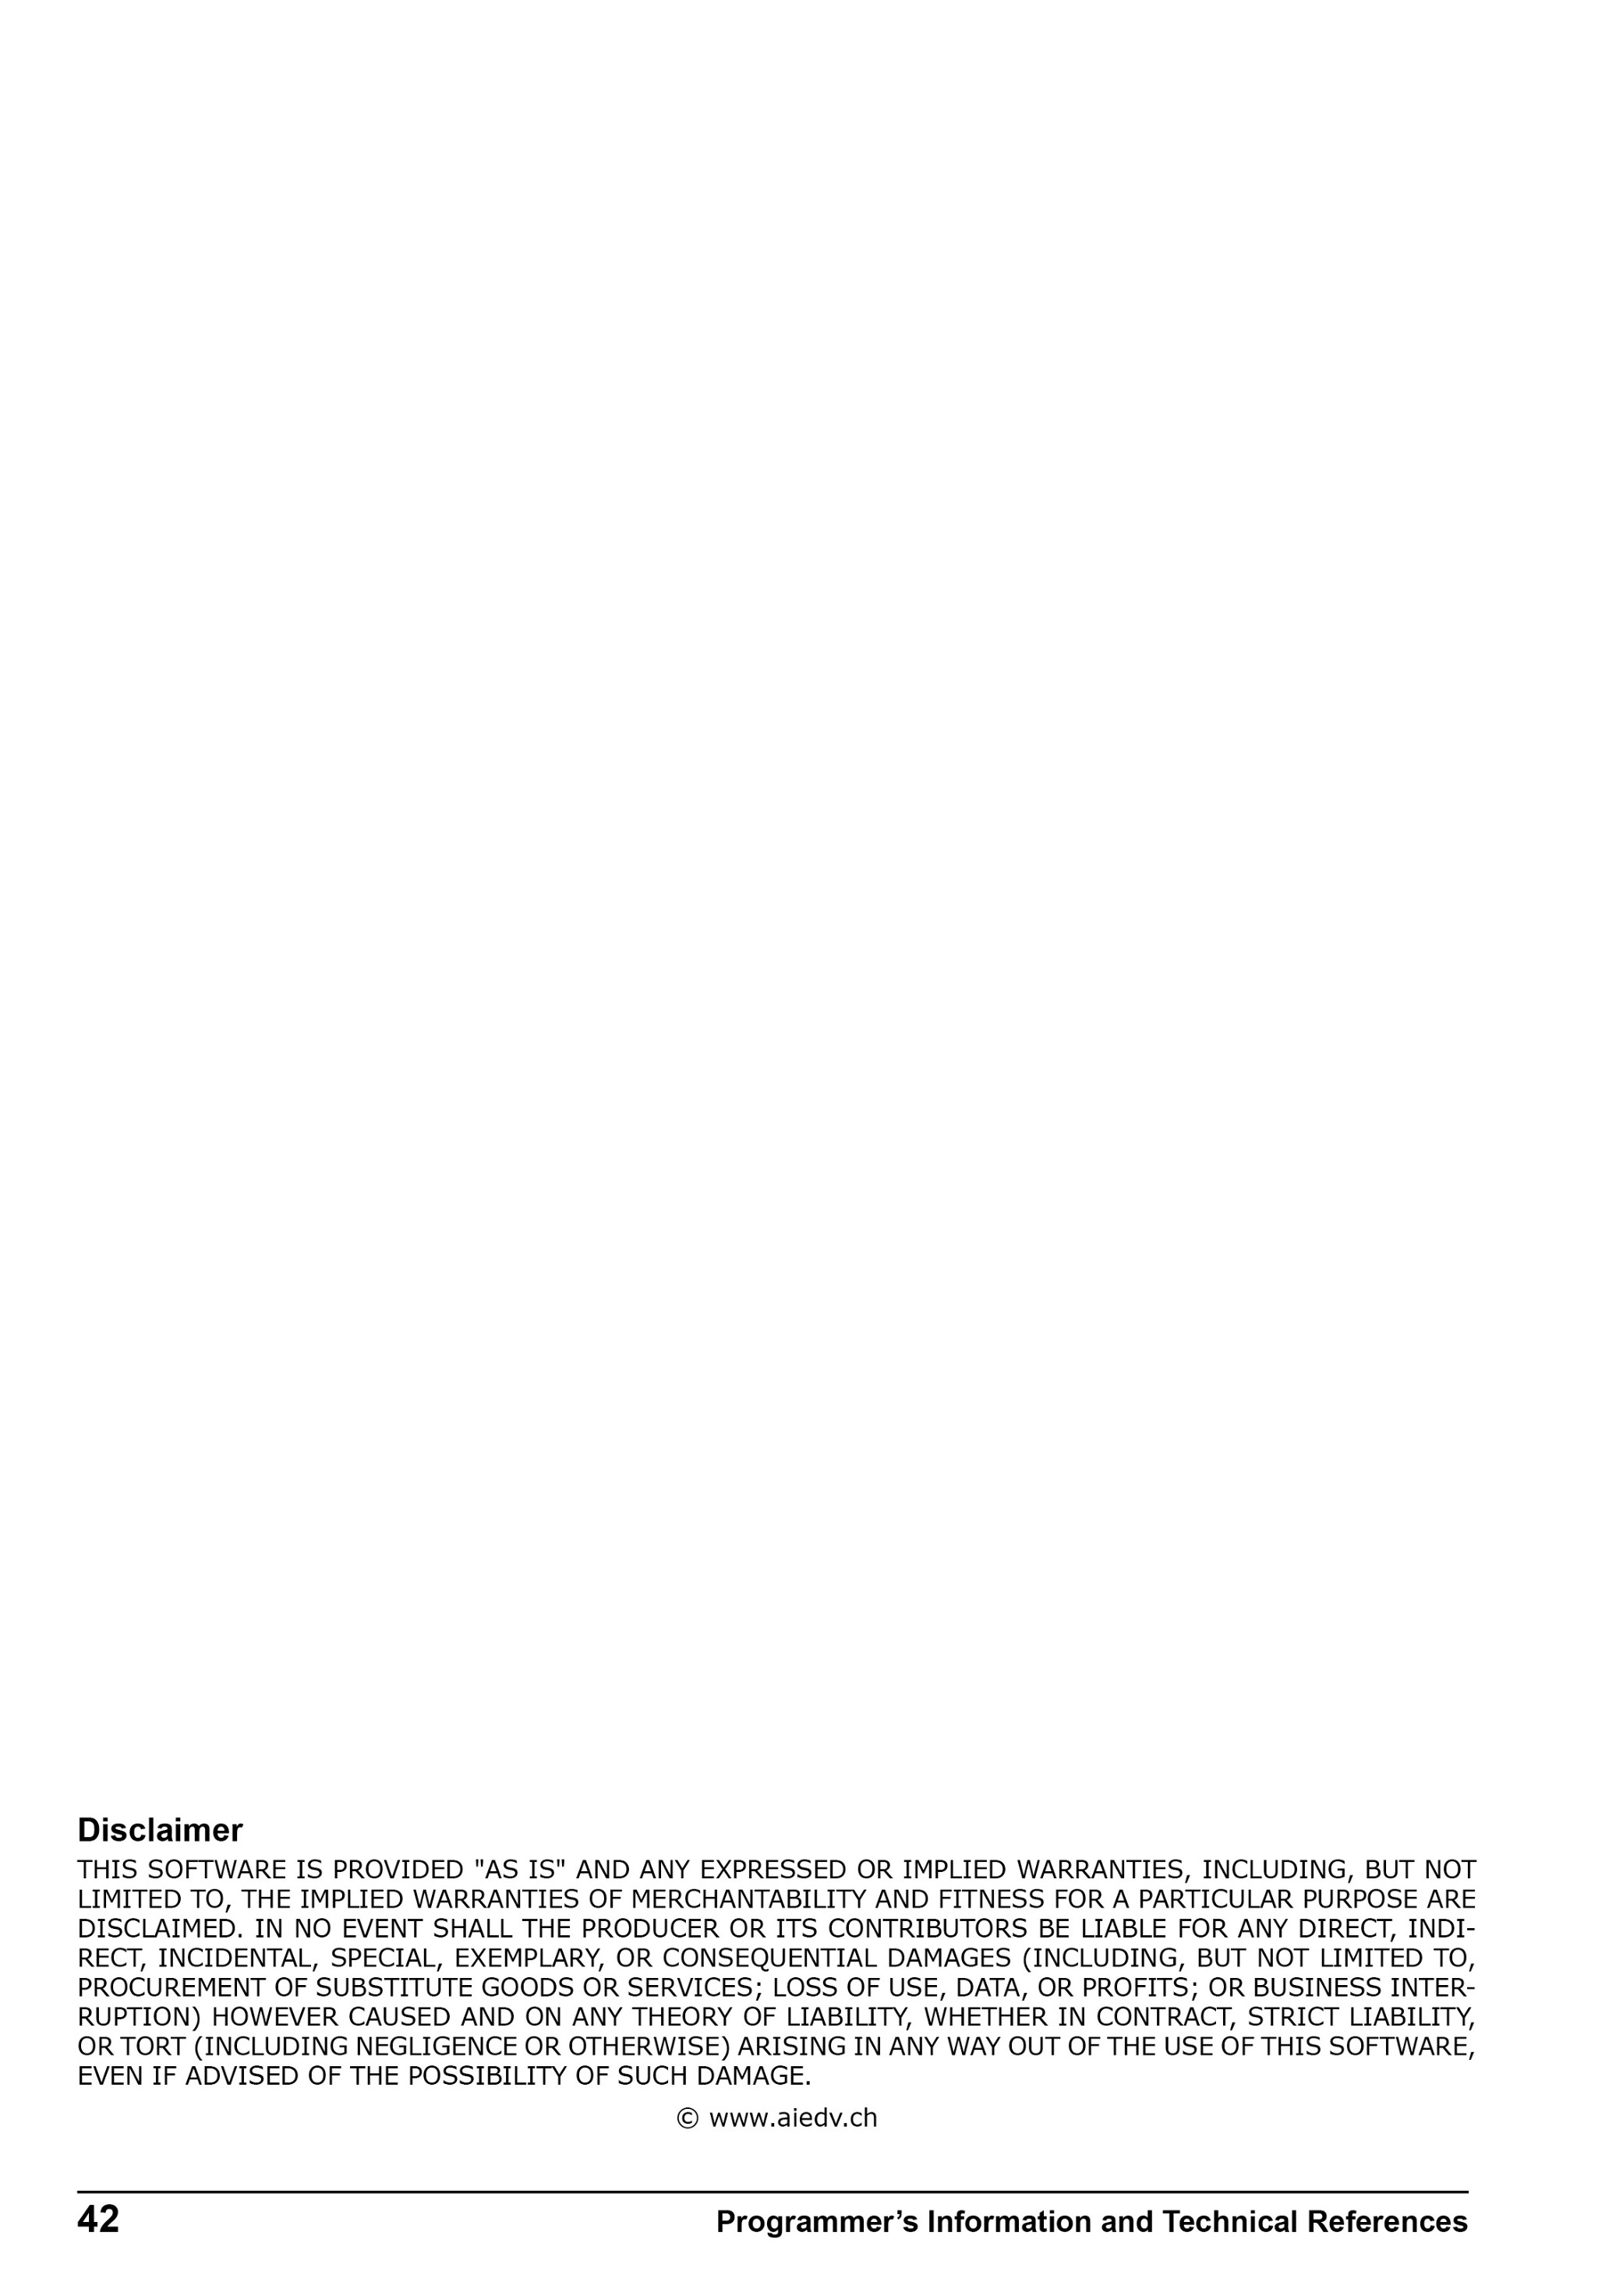 Disclaimer
THIS SOFTWARE IS PROVIDED "AS IS" AND ANY EXPRESSED OR IMPLIED WARRANTIES, INCLUDING, BUT NOT
LIMITED TO, THE IMPLIED WARRANTIES OF MERCHANTABILITY AND FITNESS FOR A PARTICULAR PURPOSE ARE
DISCLAIMED. IN NO EVENT SHALL THE PRODUCER OR ITS CONTRIBUTORS BE LIABLE FOR ANY DIRECT, INDI-
RECT, INCIDENTAL, SPECIAL, EXEMPLARY, OR CONSEQUENTIAL DAMAGES (INCLUDING, BUT NOT LIMITED TO,
PROCUREMENT OF SUBSTITUTE GOODS OR SERVICES; LOSS OF USE, DATA, OR PROFITS; OR BUSINESS INTER-
RUPTION) HOWEVER CAUSED AND ON ANY THEORY OF LIABILITY, WHETHER IN CONTRACT, STRICT LIABILITY,
OR TORT (INCLUDING NEGLIGENCE OR OTHERWISE) ARISING IN ANY WAY OUT OF THE USE OF THIS SOFTWARE,
EVEN IF ADVISED OF THE POSSIBILITY OF SUCH DAMAGE.
© www.aiedv.ch
42 Programmer’s Information and Technical References